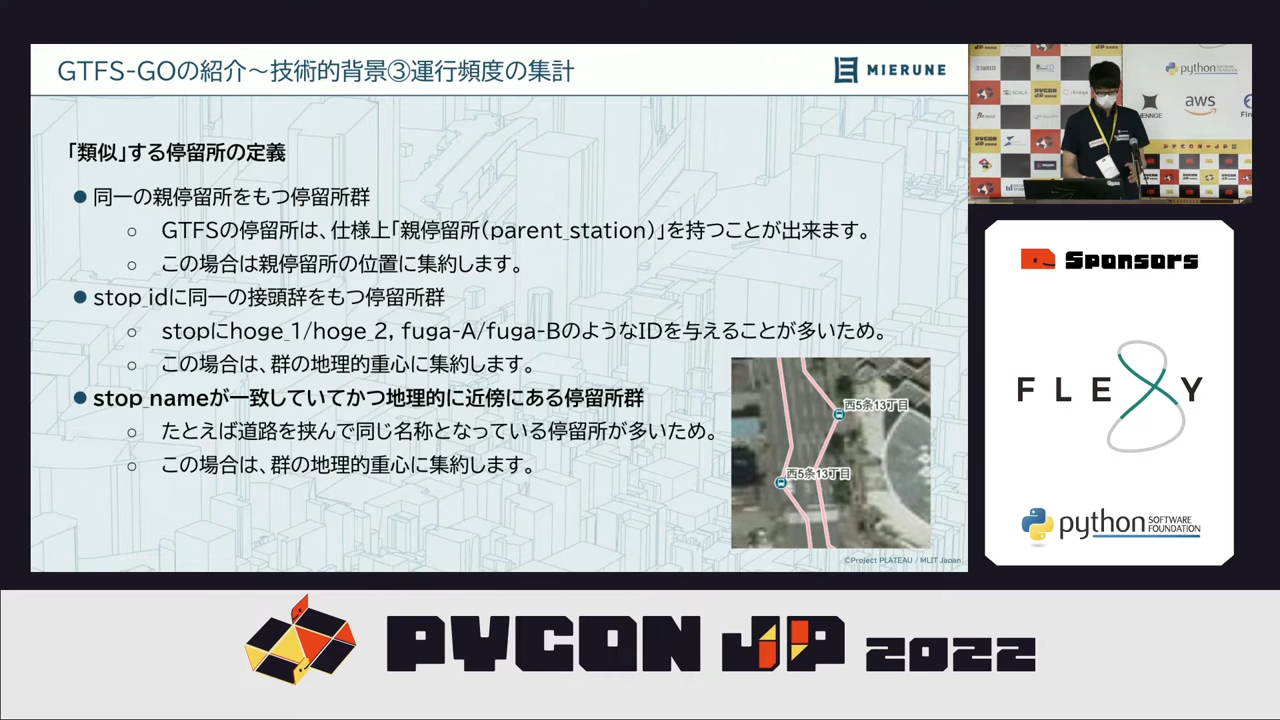 GTFS-GOの紹介～技術的背景③運行頻度の集計
MIERUNE
「類似」する停留所の定義
● 同一の親停留所をもつ停留所群
○ GTFSの停留所は、仕様上「親停留所(parent_station)」を持つことが出来ます。
○ この場合は親停留所の位置に集約します。
● stop_idに同一の接頭辞をもつ停留所群
○ stopにhoge_1/hoge_2, fuga-A/fuga-BのようなIDを与えることが多いため。
○ この場合は、群の地理的重心に集約します。
● stop_nameが一致していてかつ地理的に近傍にある停留所群
○ たとえば道路を挟んで同じ名称となっている停留所が多いため。
○ この場合は、群の地理的重心に集約します。
西5条13丁目
西5条13丁目
©Project PLATEAU / MLIT Japan
python
aws
HENNGE
Sponsors
FLEXY
python SOFTWARE FOUNDATION
PYCON JP 2022